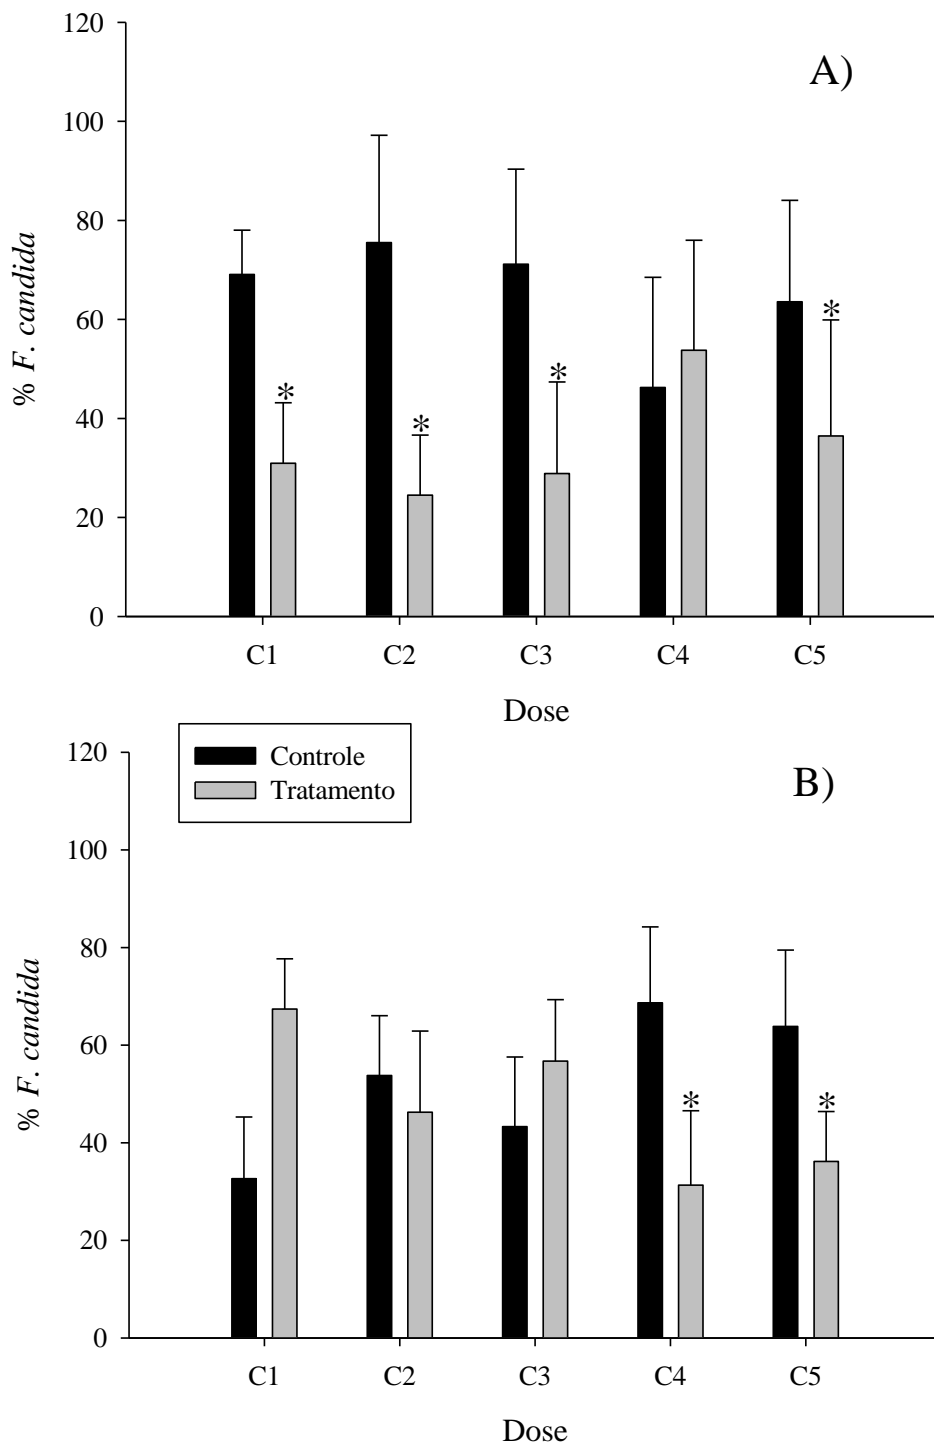 A)
% F. candida
120
100
80
60
40
20
0
* * * *
C1 C2 C3 C4 C5
Dose
Controle
Tratamento
B)
% F. candida
120
100
80
60
40
20
0
* *
C1 C2 C3 C4 C5
Dose